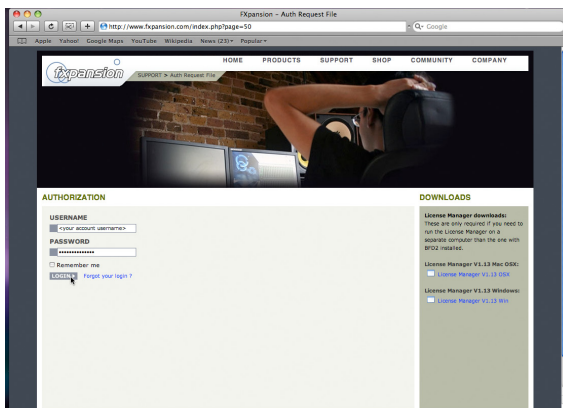 FXpansion – Auth Request File
http://www.fxpansion.com/index.php?page=50
Google
Apple Yahoo! Google Maps YouTube Wikipedia News (23) Popular
HOME PRODUCTS SUPPORT SHOP COMMUNITY COMPANY
fxpansion
SUPPORT > Auth Request File
AUTHORIZATION
USERNAME
<your account username>
PASSWORD
••••••••••••••
Remember me
LOGIN
Forgot your login ?
DOWNLOADS
License Manager downloads:
These are only required if you need to
run the License Manager on a
separate computer than the one with
BFD2 installed.
License Manager V1.13 Mac OSX:
License Manager V1.13 OSX
License Manager V1.13 Windows:
License Manager V1.13 Win